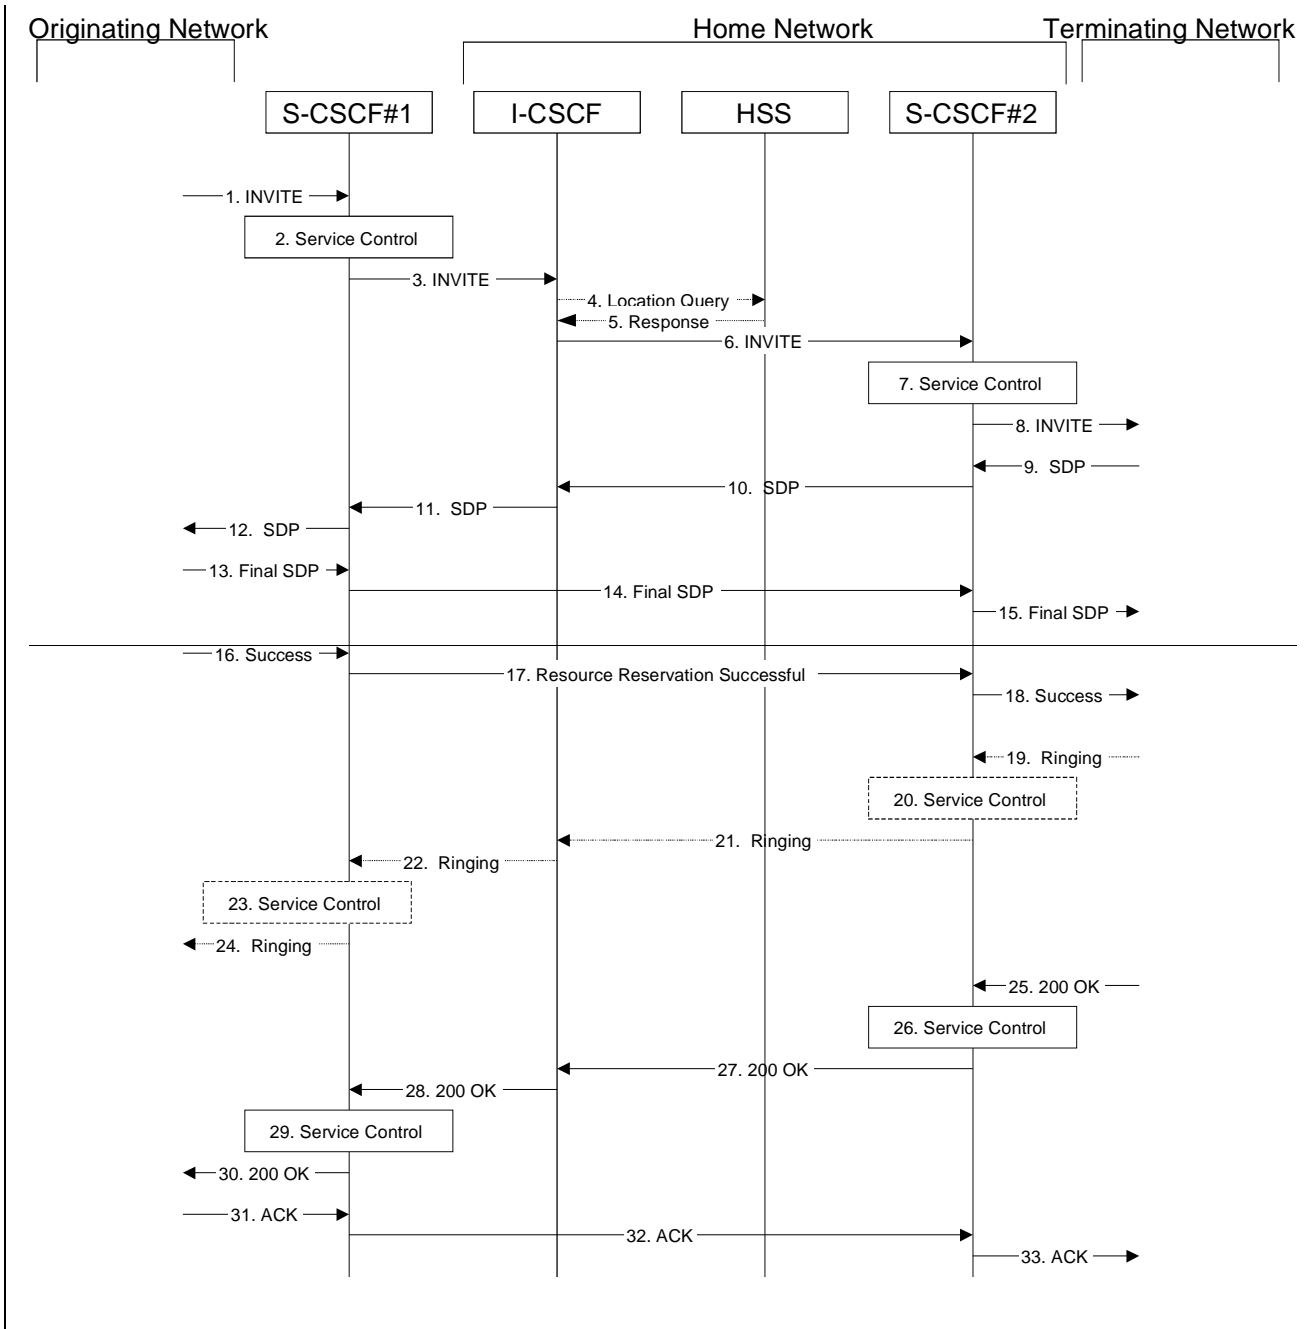 Originating Network
Home Network
Terminating Network
S-CSCF#1
I-CSCF
HSS
S-CSCF#2
1. INVITE
2. Service Control
3. INVITE
4. Location Query
5. Response
6. INVITE
7. Service Control
8. INVITE
9. SDP
10. SDP
11. SDP
12. SDP
13. Final SDP
14. Final SDP
15. Final SDP
16. Success
17. Resource Reservation Successful
18. Success
19. Ringing
20. Service Control
21. Ringing
22. Ringing
23. Service Control
24. Ringing
25. 200 OK
26. Service Control
27. 200 OK
28. 200 OK
29. Service Control
30. 200 OK
31. ACK
32. ACK
33. ACK